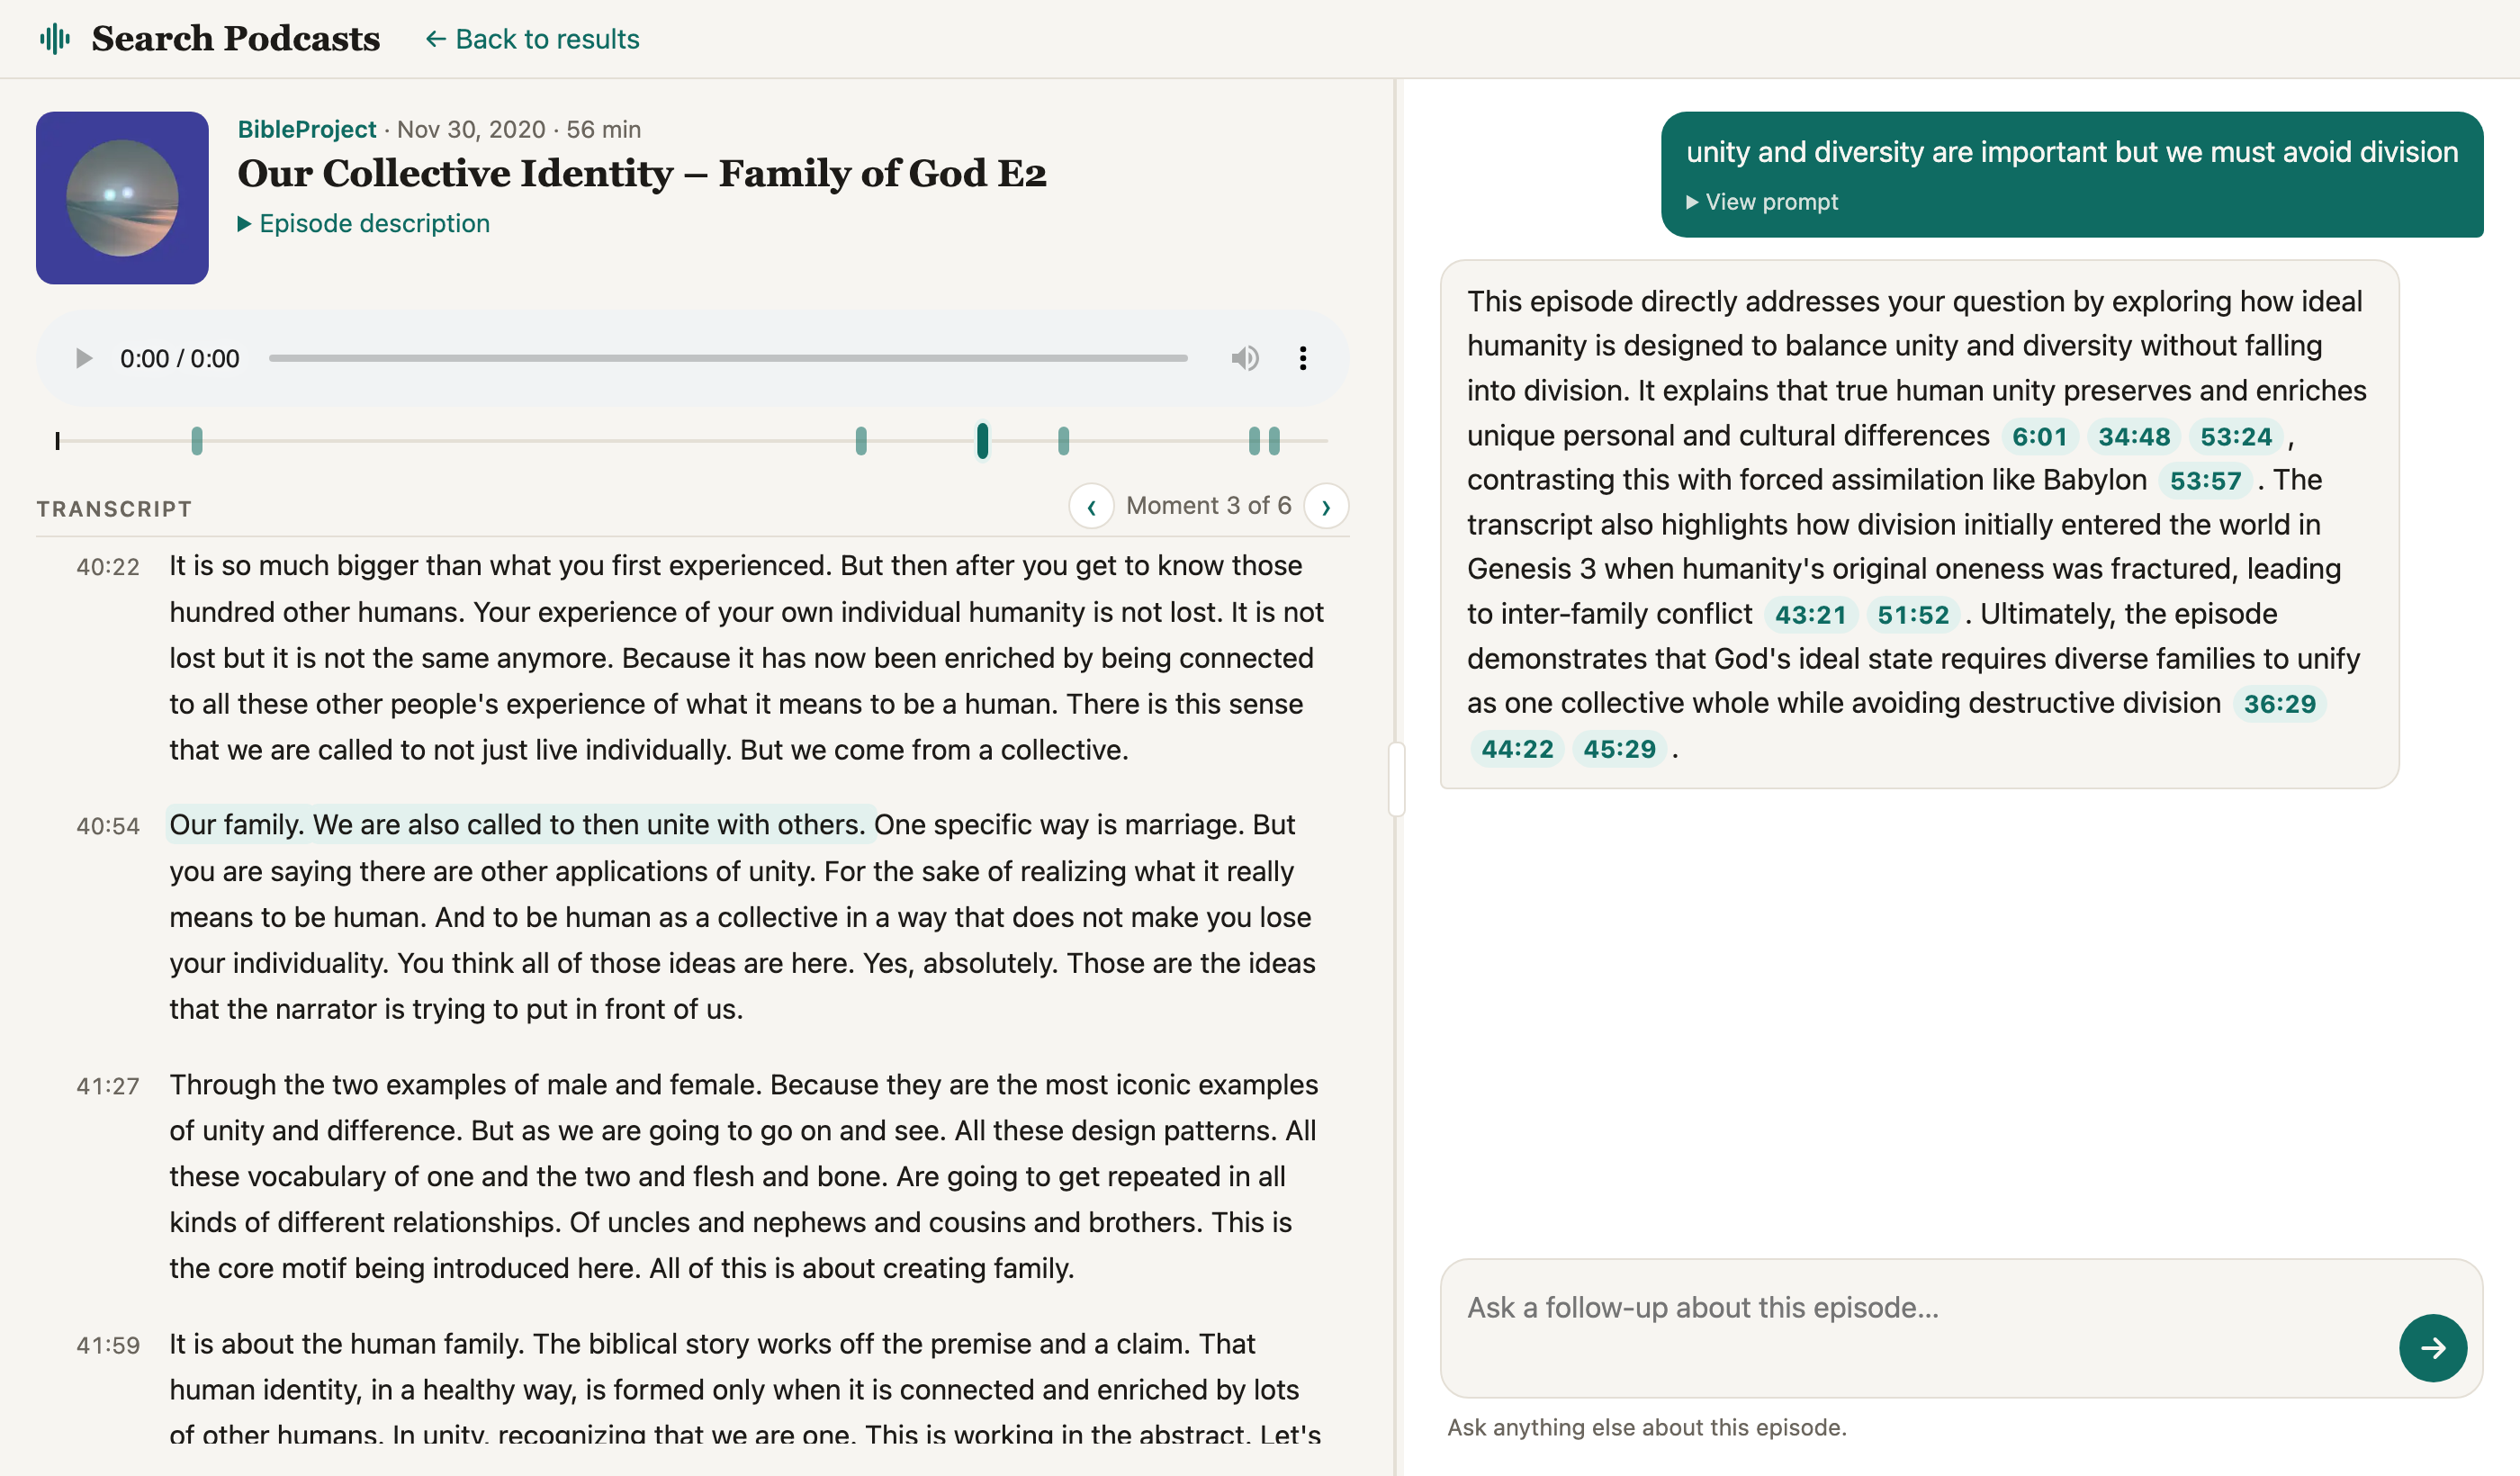 Search Podcasts
← Back to results
BibleProject · Nov 30, 2020 · 56 min
Our Collective Identity – Family of God E2
▶ Episode description
0:00 / 0:00
TRANSCRIPT
‹ Moment 3 of 6 ›
40:22
It is so much bigger than what you first experienced. But then after you get to know those
hundred other humans. Your experience of your own individual humanity is not lost. It is not
lost but it is not the same anymore. Because it has now been enriched by being connected
to all these other people's experience of what it means to be a human. There is this sense
that we are called to not just live individually. But we come from a collective.
40:54
Our family. We are also called to then unite with others. One specific way is marriage. But
you are saying there are other applications of unity. For the sake of realizing what it really
means to be human. And to be human as a collective in a way that does not make you lose
your individuality. You think all of those ideas are here. Yes, absolutely. Those are the ideas
that the narrator is trying to put in front of us.
41:27
Through the two examples of male and female. Because they are the most iconic examples
of unity and difference. But as we are going to go on and see. All these design patterns. All
these vocabulary of one and the two and flesh and bone. Are going to get repeated in all
kinds of different relationships. Of uncles and nephews and cousins and brothers. This is
the core motif being introduced here. All of this is about creating family.
41:59
It is about the human family. The biblical story works off the premise and a claim. That
human identity, in a healthy way, is formed only when it is connected and enriched by lots
of other humans. In unity, recognizing that we are one. This is working in the abstract. Let's
unity and diversity are important but we must avoid division
▶ View prompt
This episode directly addresses your question by exploring how ideal
humanity is designed to balance unity and diversity without falling
into division. It explains that true human unity preserves and enriches
unique personal and cultural differences 6:01 34:48 53:24 ,
contrasting this with forced assimilation like Babylon 53:57 . The
transcript also highlights how division initially entered the world in
Genesis 3 when humanity's original oneness was fractured, leading
to inter-family conflict 43:21 51:52 . Ultimately, the episode
demonstrates that God's ideal state requires diverse families to unify
as one collective whole while avoiding destructive division 36:29
44:22 45:29 .
Ask a follow-up about this episode...
Ask anything else about this episode.